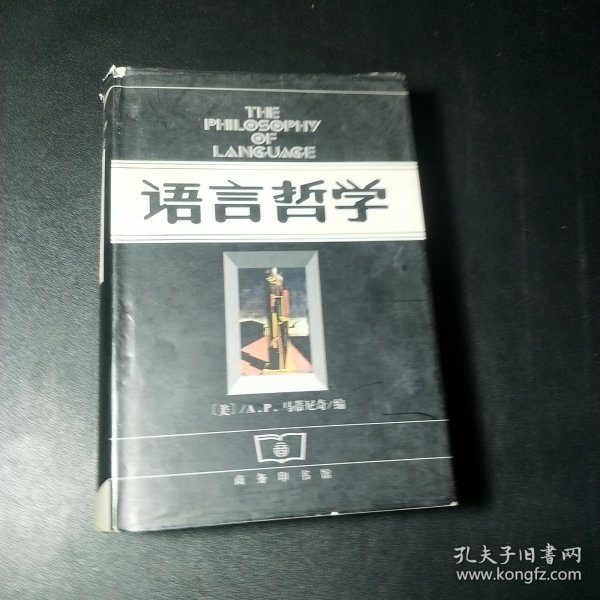 THE
PHILOSOPHY
OF
LANGUAGE
语言哲学
〔美〕/A.P.马蒂尼奇/编
商务印书馆
孔夫子旧书网
www.kongfz.com